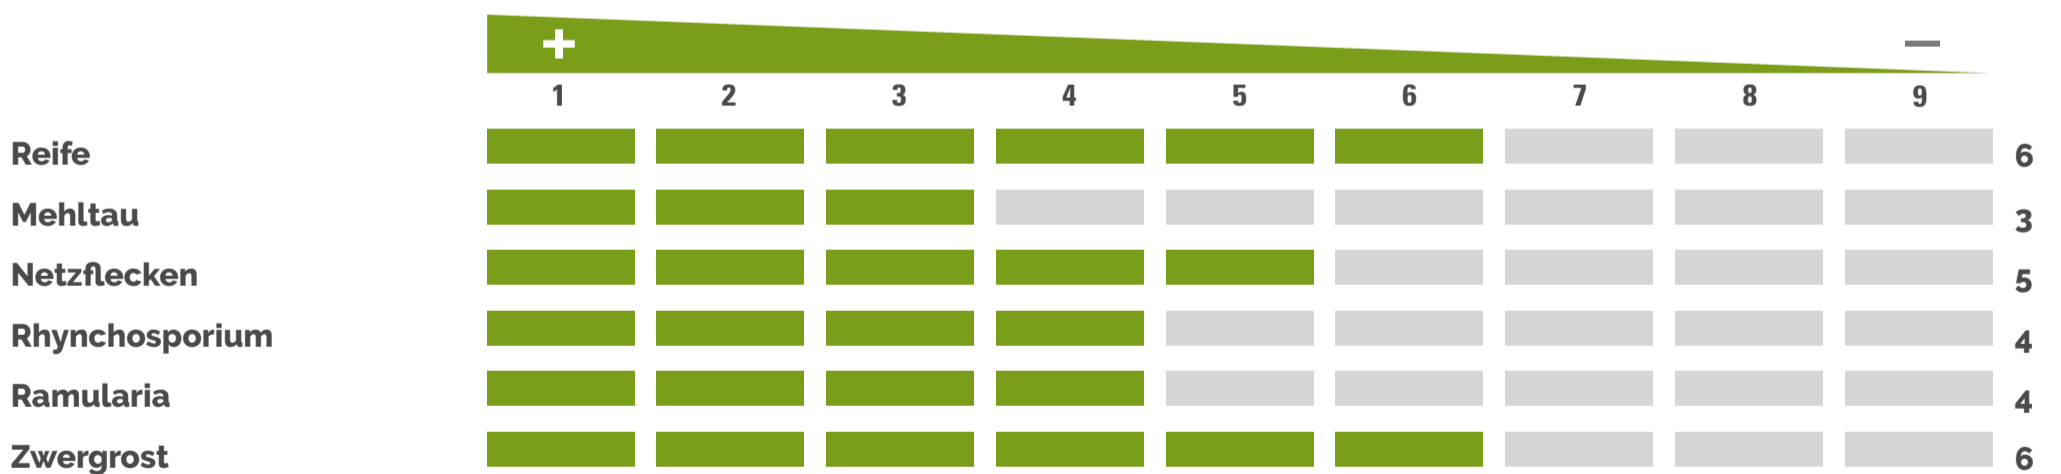 + –
1 2 3 4 5 6 7 8 9
Reife 6
Mehltau 3
Netzflecken 5
Rhynchosporium 4
Ramularia 4
Zwergrost 6